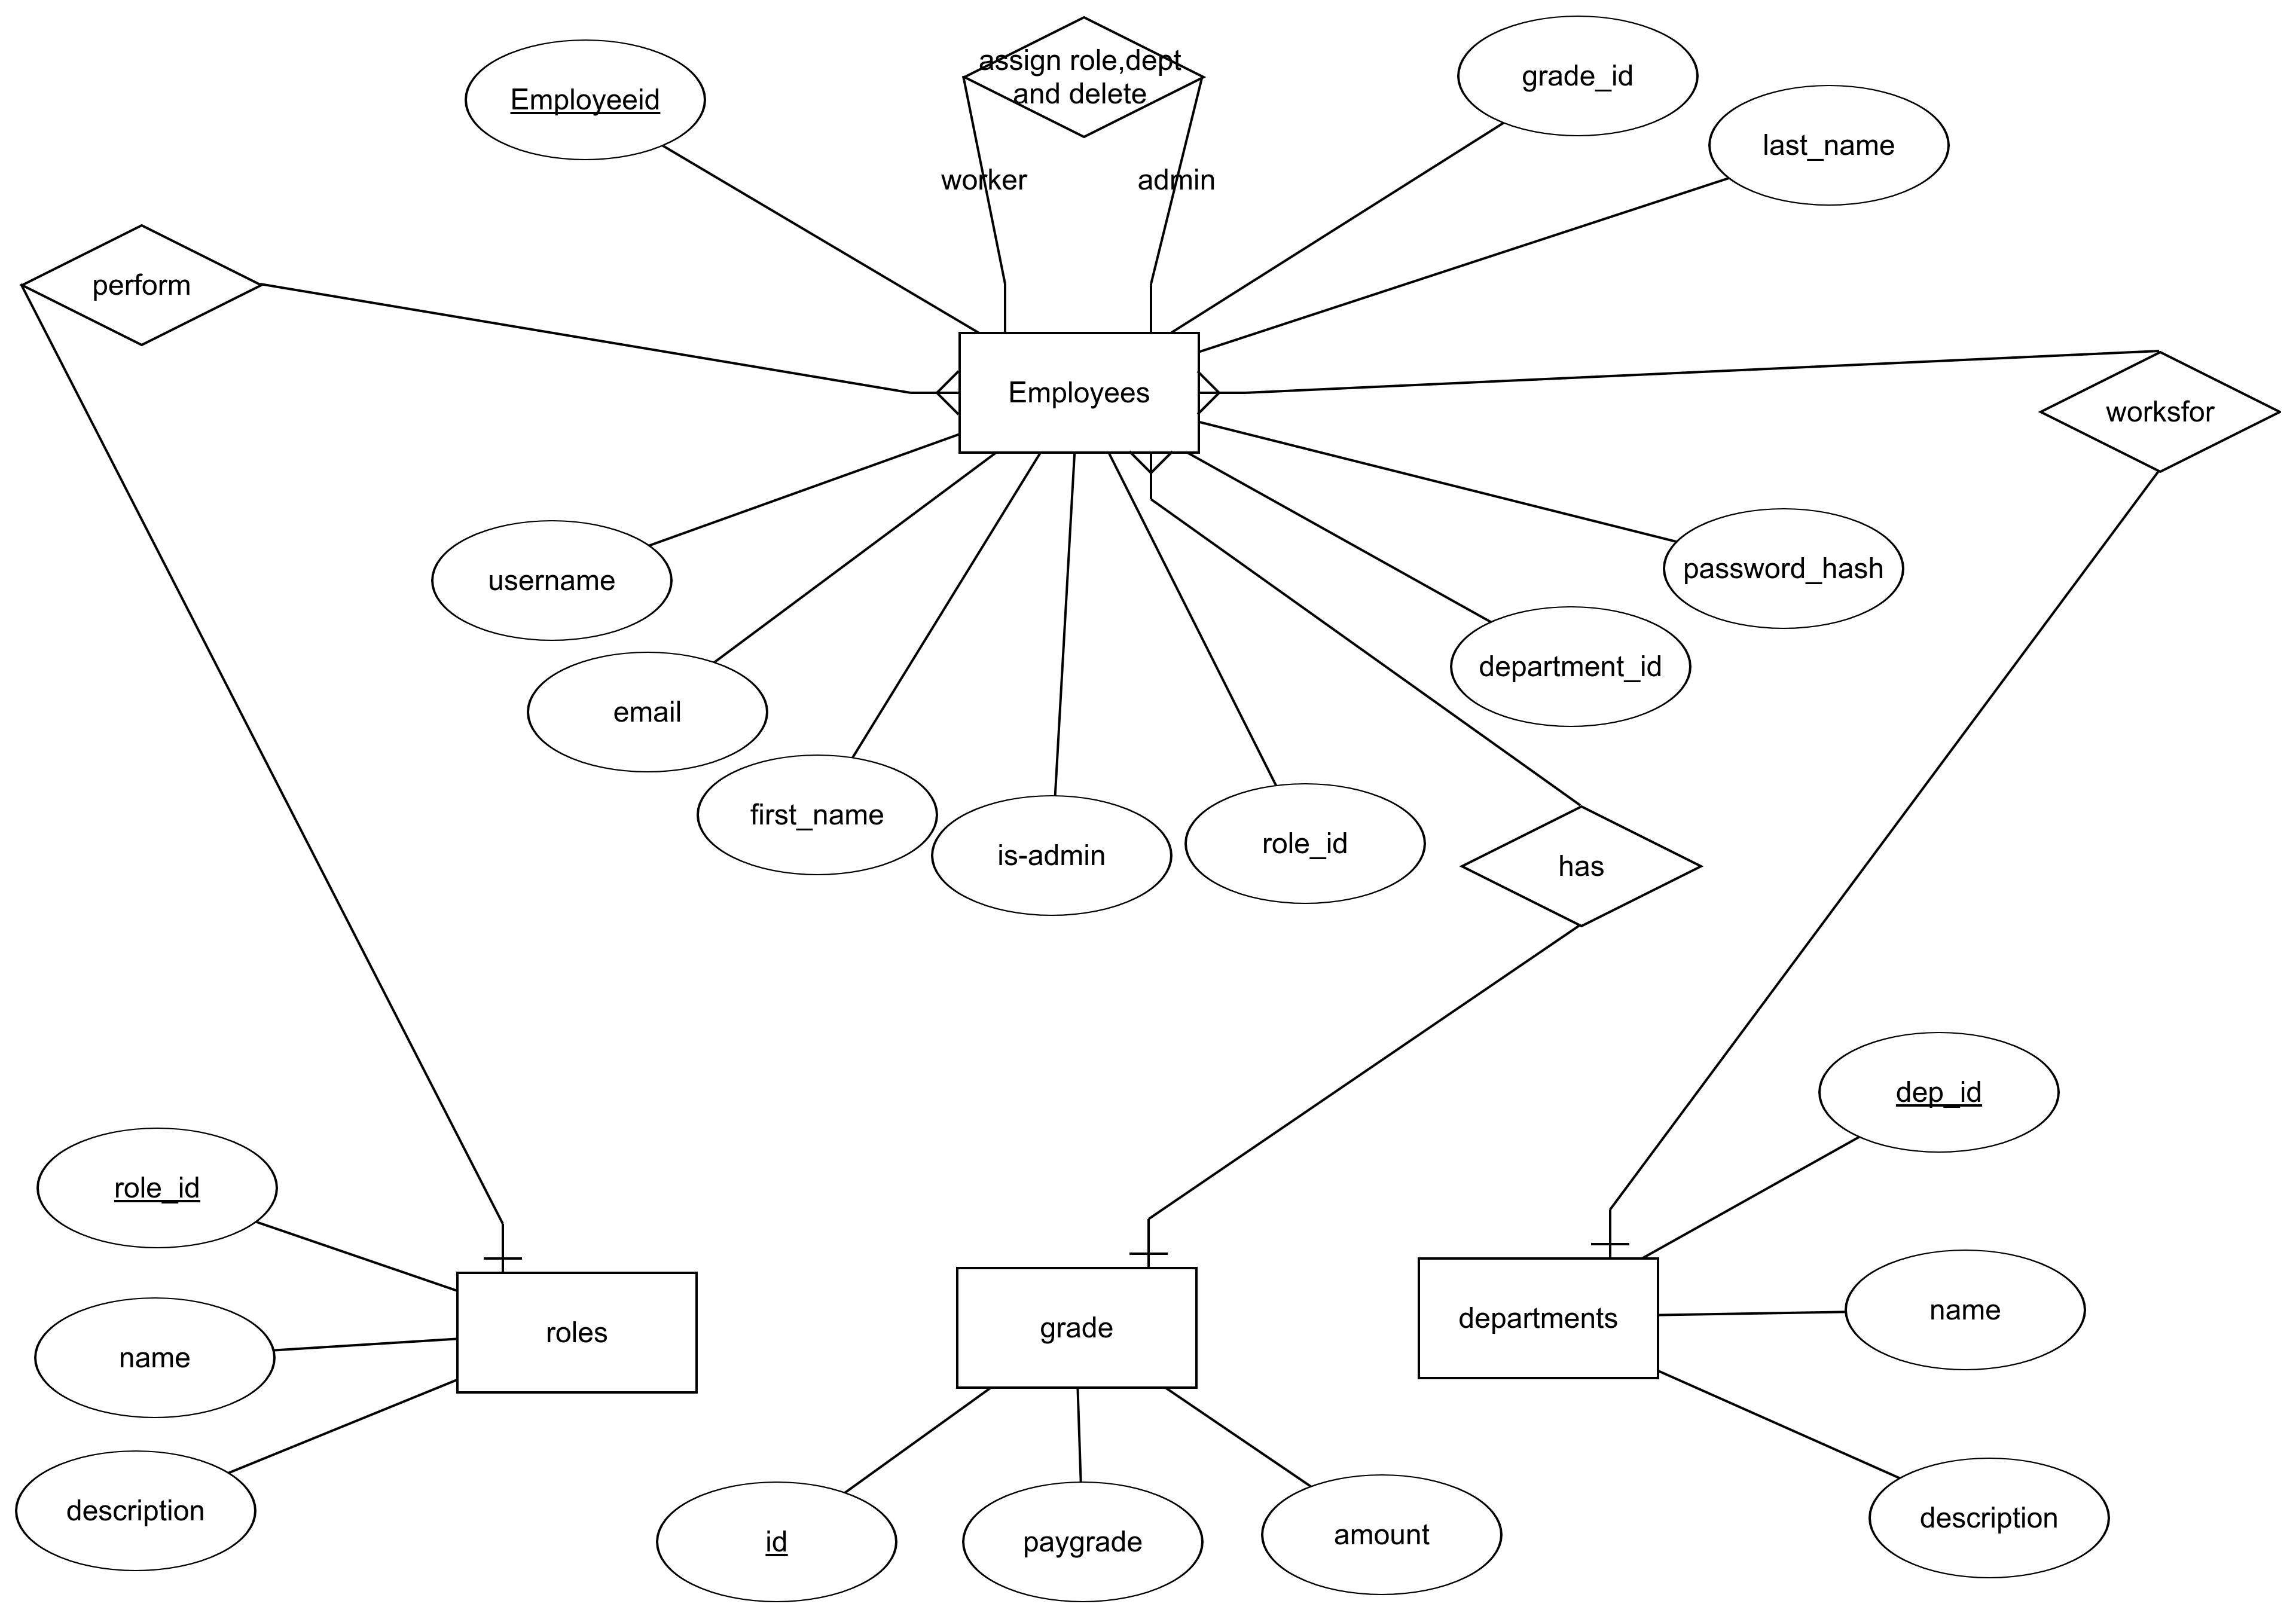 assign role,dept
and delete
grade_id
Employeeid
last_name
worker
admin
perform
Employees
worksfor
username
password_hash
department_id
email
first_name
is-admin
role_id
has
dep_id
role_id
name
departments
grade
roles
name
description
description
id
paygrade
amount